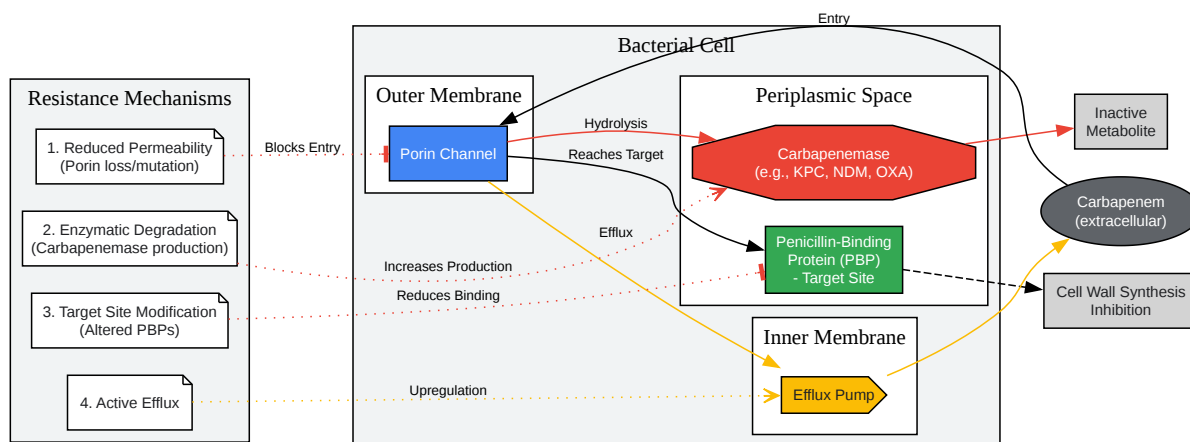 Entry
Bacterial Cell
Resistance Mechanisms
1. Reduced Permeability
(Porin loss/mutation)
2. Enzymatic Degradation
(Carbapenemase production)
3. Target Site Modification
(Altered PBPs)
4. Active Efflux
Blocks Entry
Increases Production
Reduces Binding
Upregulation
Outer Membrane
Porin Channel
Hydrolysis
Reaches Target
Efflux
Periplasmic Space
Carbapenemase
(e.g., KPC, NDM, OXA)
Penicillin-Binding
Protein (PBP)
- Target Site
Inner Membrane
Efflux Pump
Inactive
Metabolite
Carbapenem
(extracellular)
Cell Wall Synthesis
Inhibition